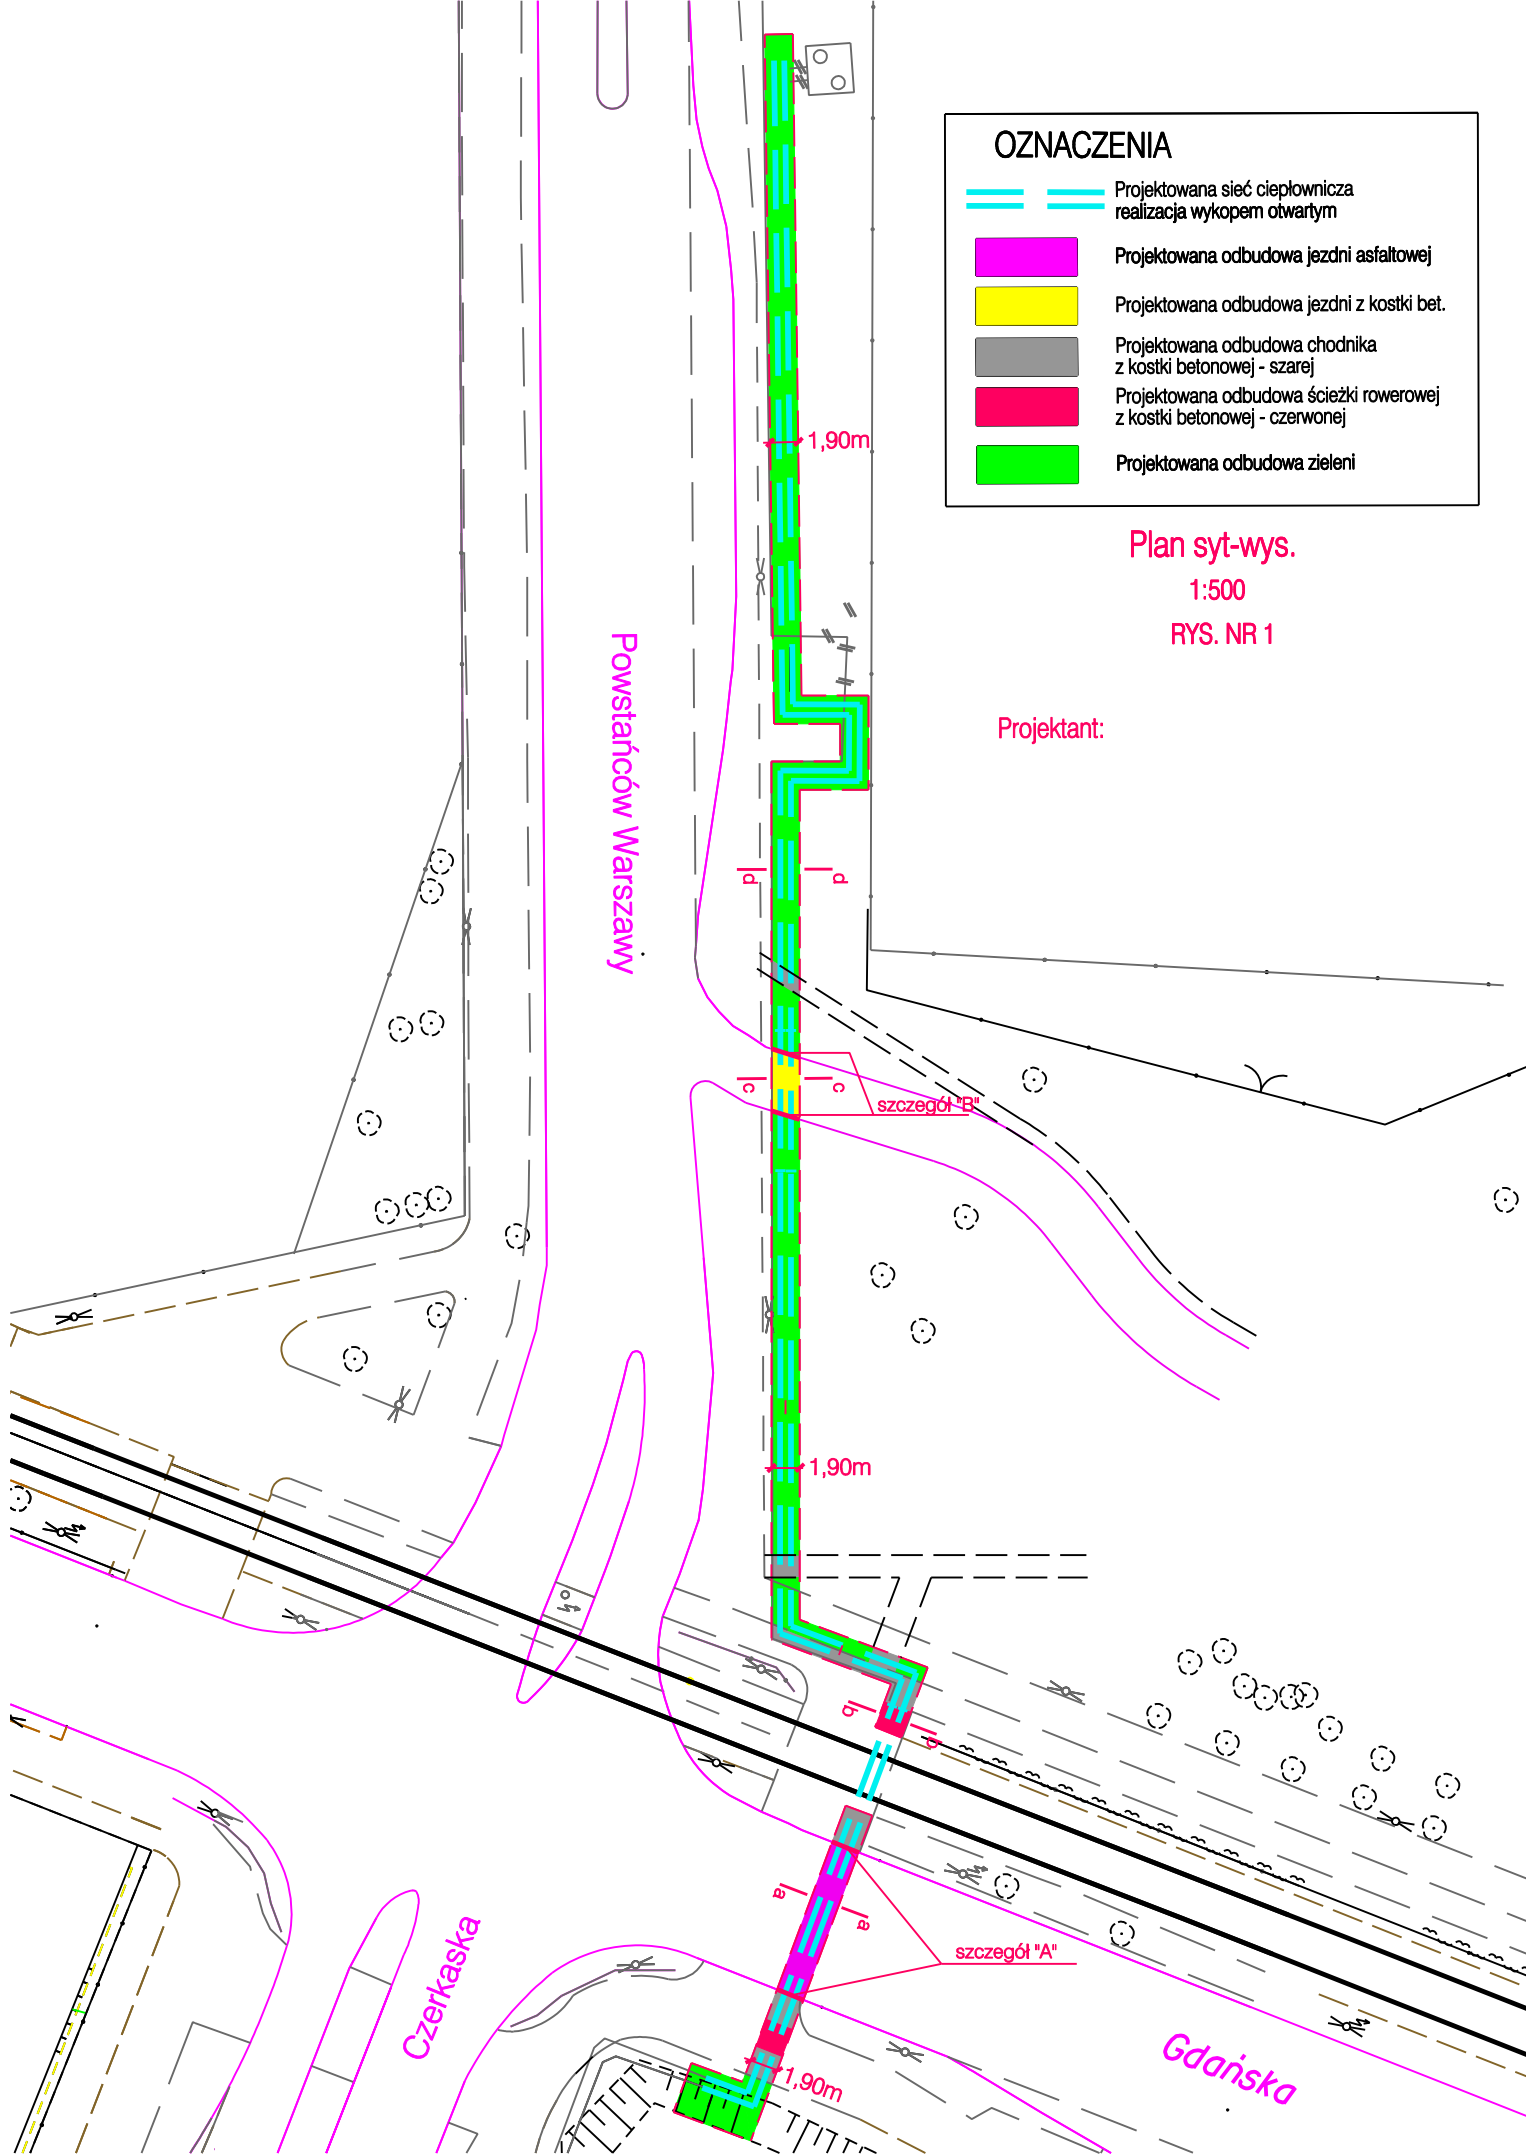 OZNACZENIA
Projektowana sieć ciepłownicza
realizacja wykopem otwartym
Projektowana odbudowa jezdni asfaltowej
Projektowana odbudowa jezdni z kostki bet.
Projektowana odbudowa chodnika
z kostki betonowej - szarej
Projektowana odbudowa ścieżki rowerowej
z kostki betonowej - czerwonej
Projektowana odbudowa zieleni
1,90m
Plan syt-wys.
1:500
RYS. NR 1
Projektant:
Powstańców Warszawy
d
d
c
c
szczegół "B"
1,90m
b
b
a
a
szczegół "A"
Czerkaska
1,90m
Gdańska